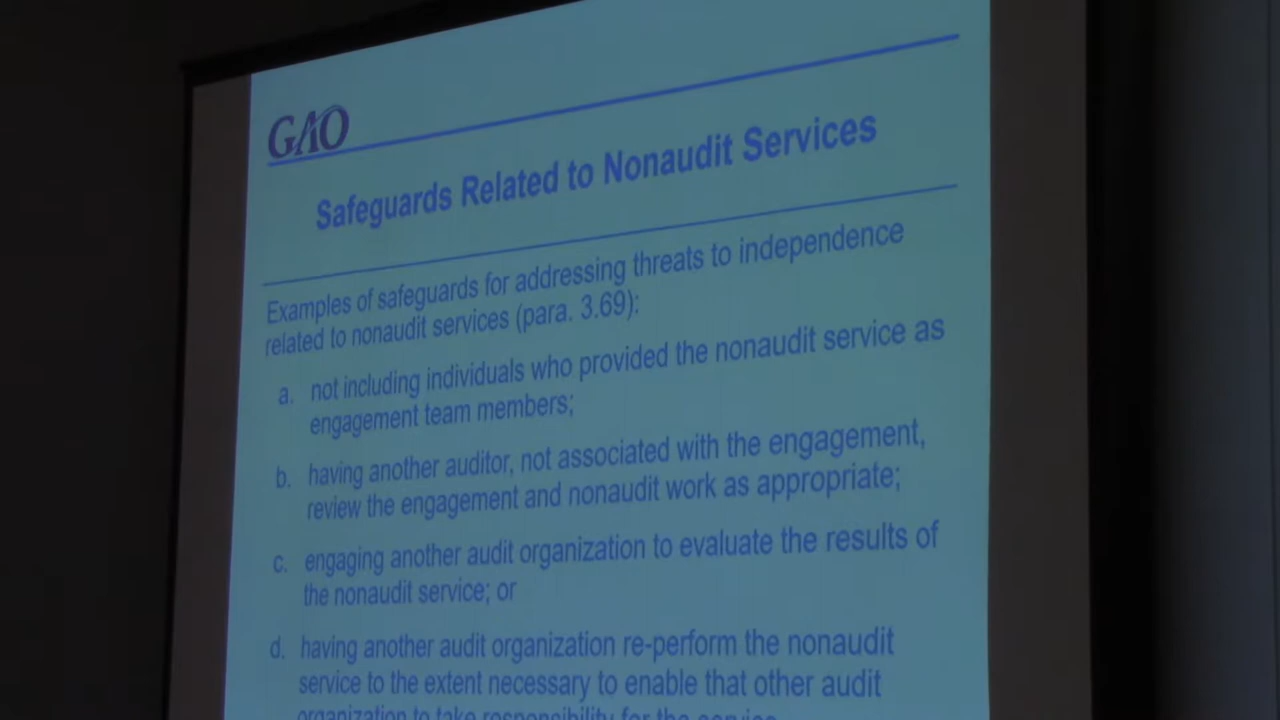 GAO
Safeguards Related to Nonaudit Services
Examples of safeguards for addressing threats to independence
related to nonaudit services (para. 3.69):
a. not including individuals who provided the nonaudit service as
engagement team members;
b. having another auditor, not associated with the engagement,
review the engagement and nonaudit work as appropriate;
c. engaging another audit organization to evaluate the results of
the nonaudit service; or
d. having another audit organization re-perform the nonaudit
service to the extent necessary to enable that other audit
organization to take responsibility for the service.